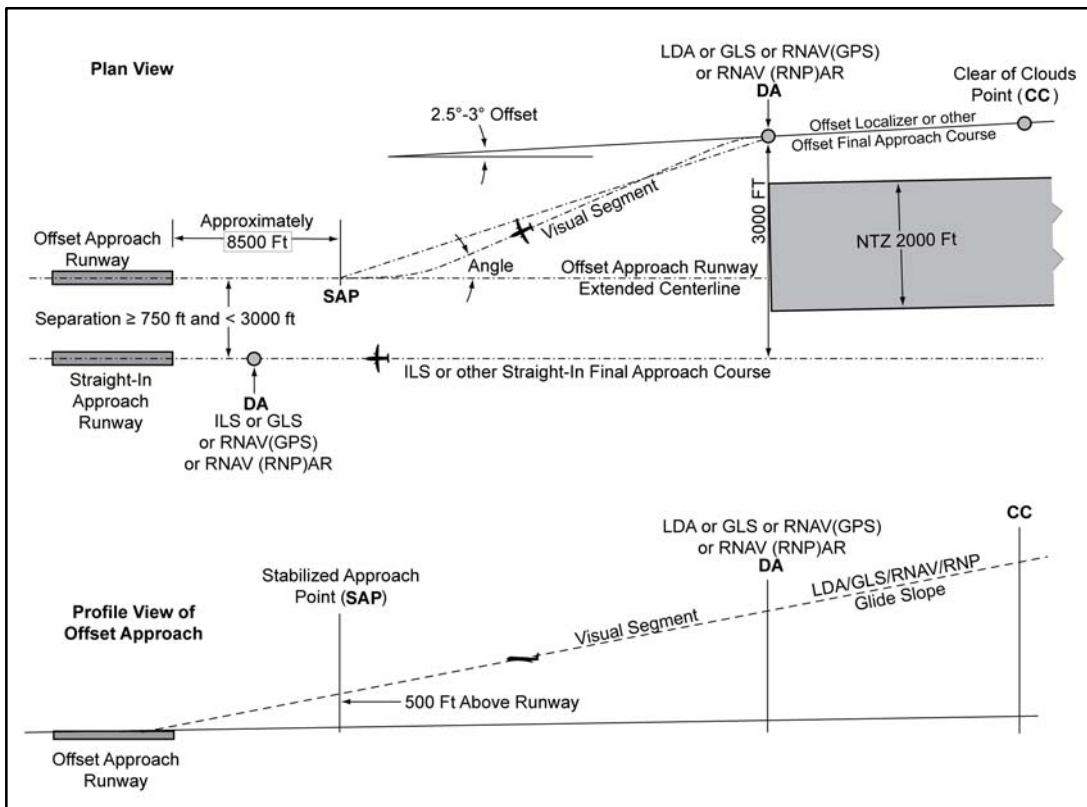 Plan View
LDA or GLS or RNAV(GPS)
or RNAV (RNP)AR
DA
Clear of Clouds
Point (CC)
2.5°-3° Offset
Offset Localizer or other
Offset Final Approach Course
Approximately
8500 Ft
Offset Approach
Runway
Visual Segment
3000 FT
NTZ 2000 Ft
Angle
SAP
Offset Approach Runway
Extended Centerline
Separation ≥ 750 ft and < 3000 ft
ILS or other Straight-In Final Approach Course
Straight-In
Approach
Runway
DA
ILS or GLS
or RNAV(GPS)
or RNAV (RNP)AR
CC
LDA or GLS or RNAV(GPS)
or RNAV (RNP)AR
DA
Stabilized Approach
Point (SAP)
LDA/GLS/RNAV/RNP
Glide Slope
Profile View of
Offset Approach
Visual Segment
500 Ft Above Runway
Offset Approach
Runway